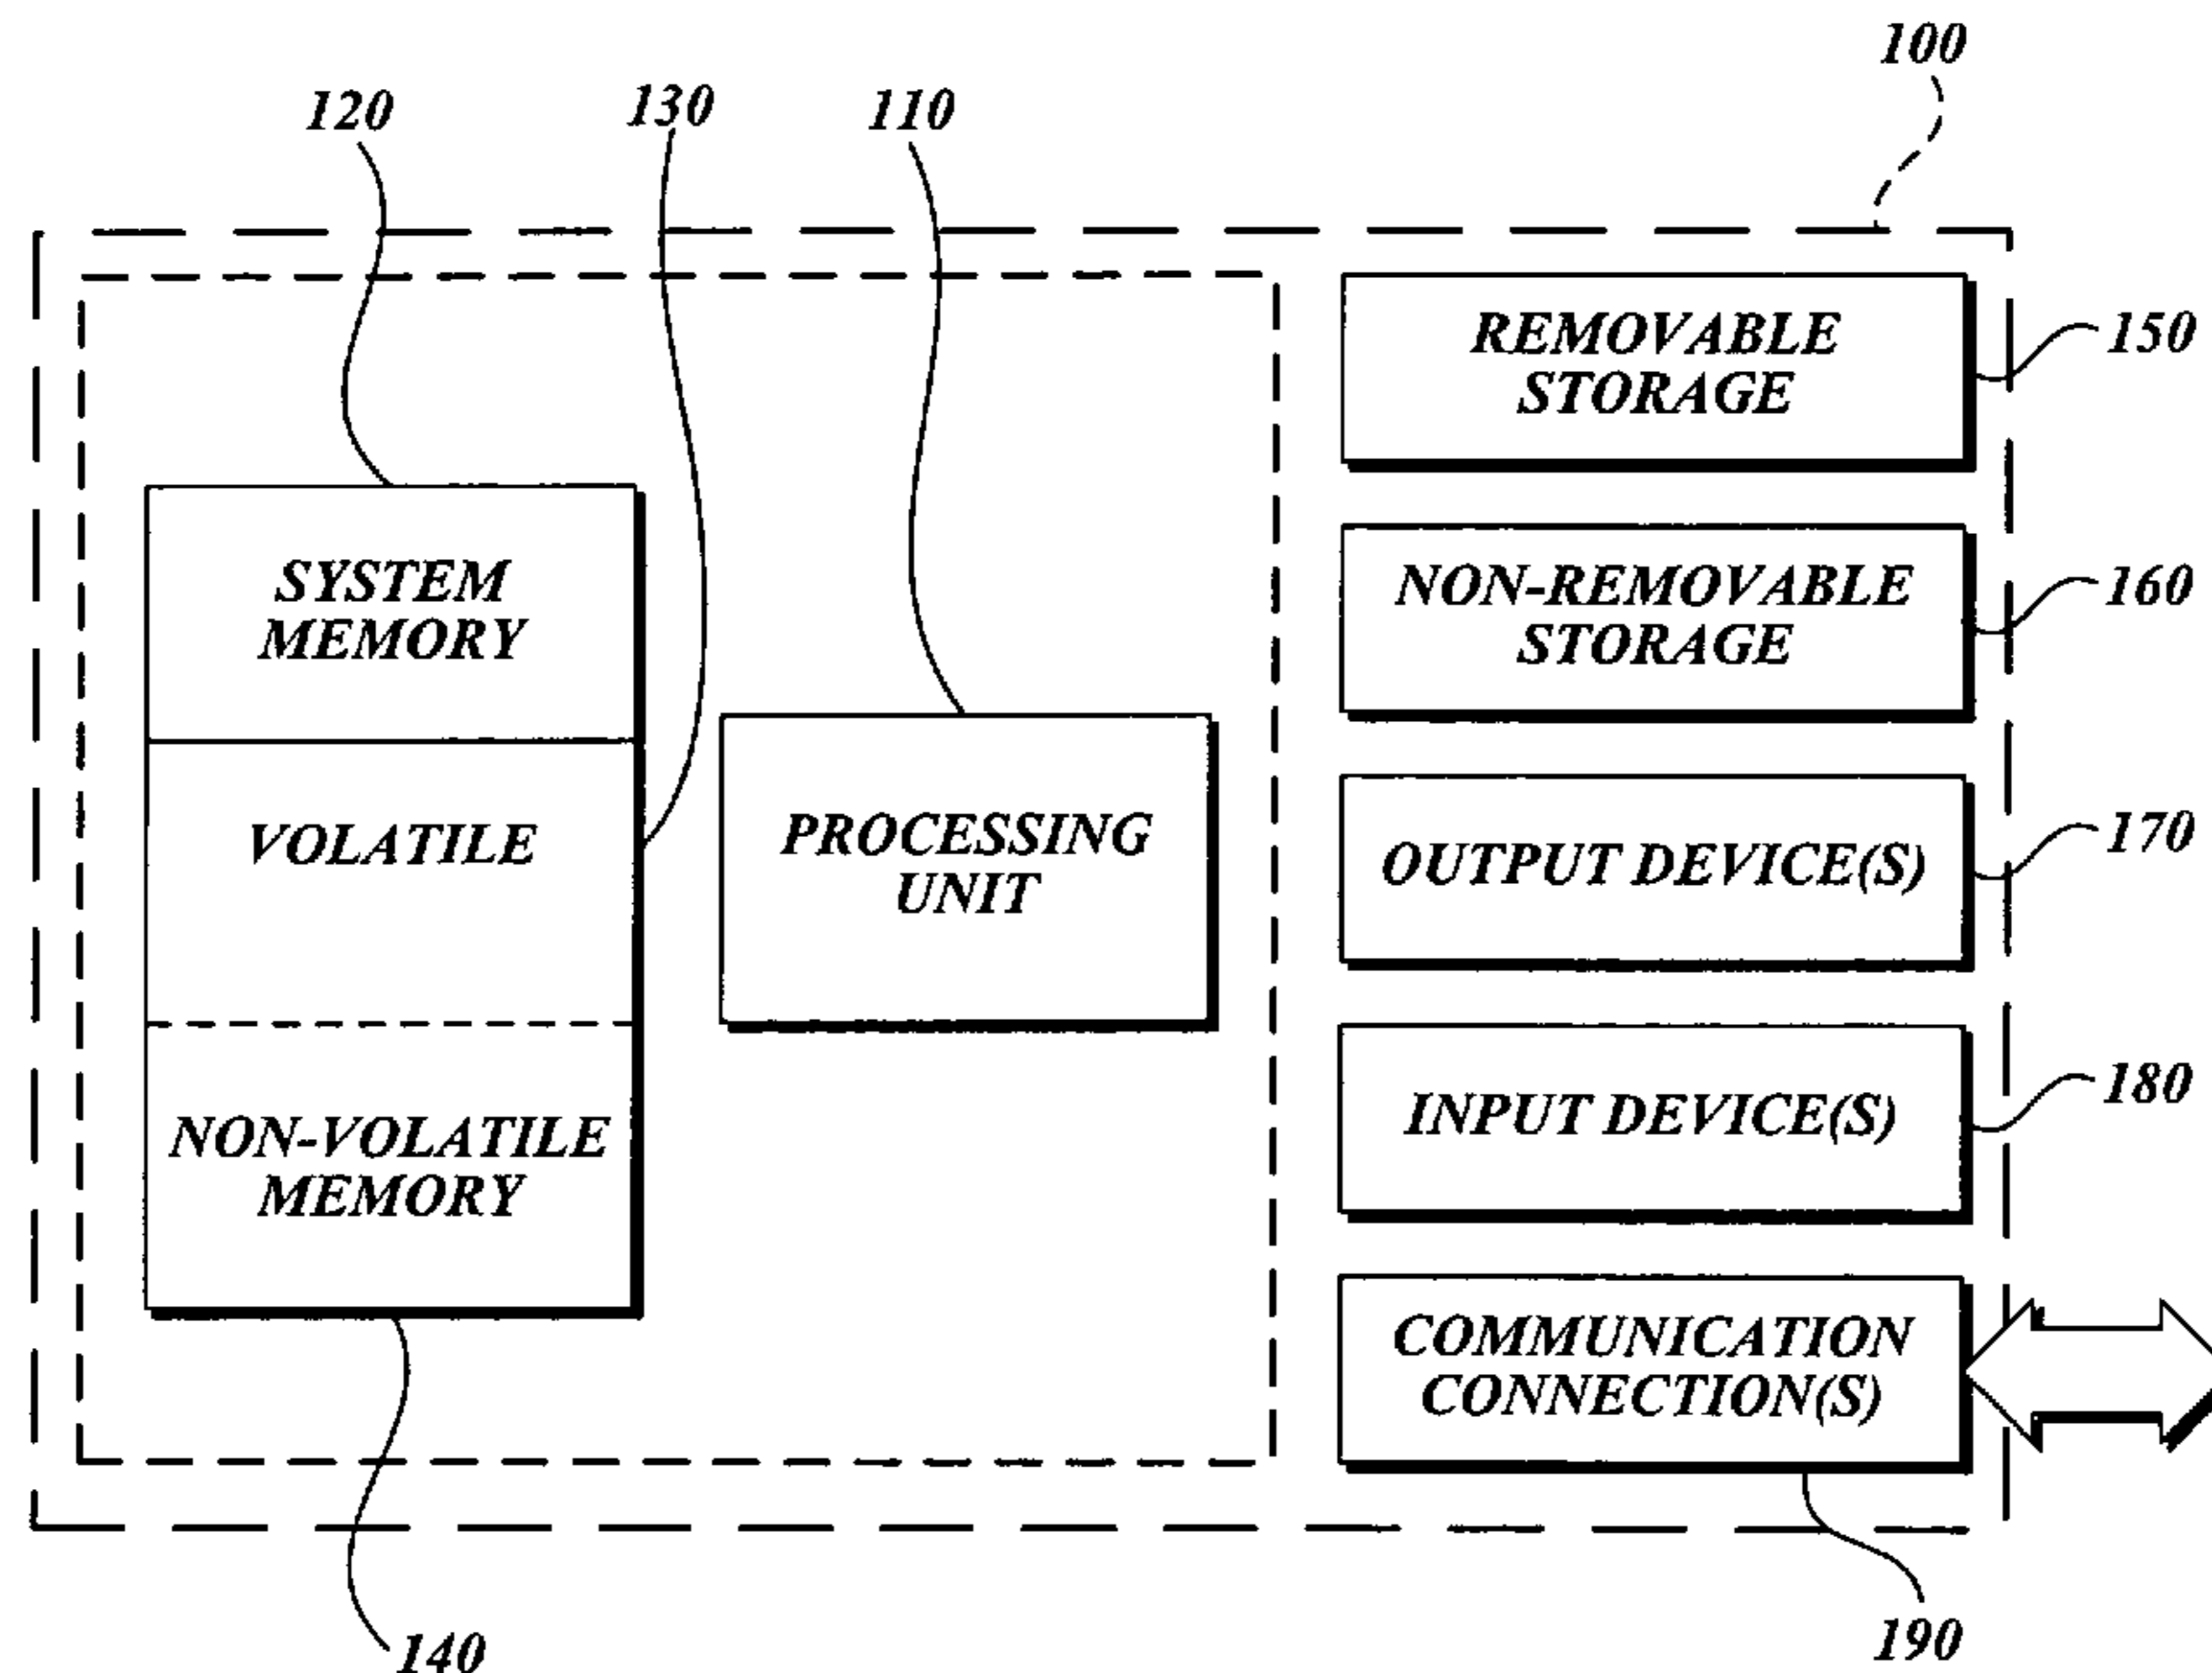 100
120
130
110
REMOVABLE
STORAGE
150
SYSTEM
MEMORY
NON-REMOVABLE
STORAGE
160
VOLATILE
PROCESSING
UNIT
OUTPUT DEVICE(S)
170
NON-VOLATILE
MEMORY
INPUT DEVICE(S)
180
COMMUNICATION
CONNECTION(S)
140
190